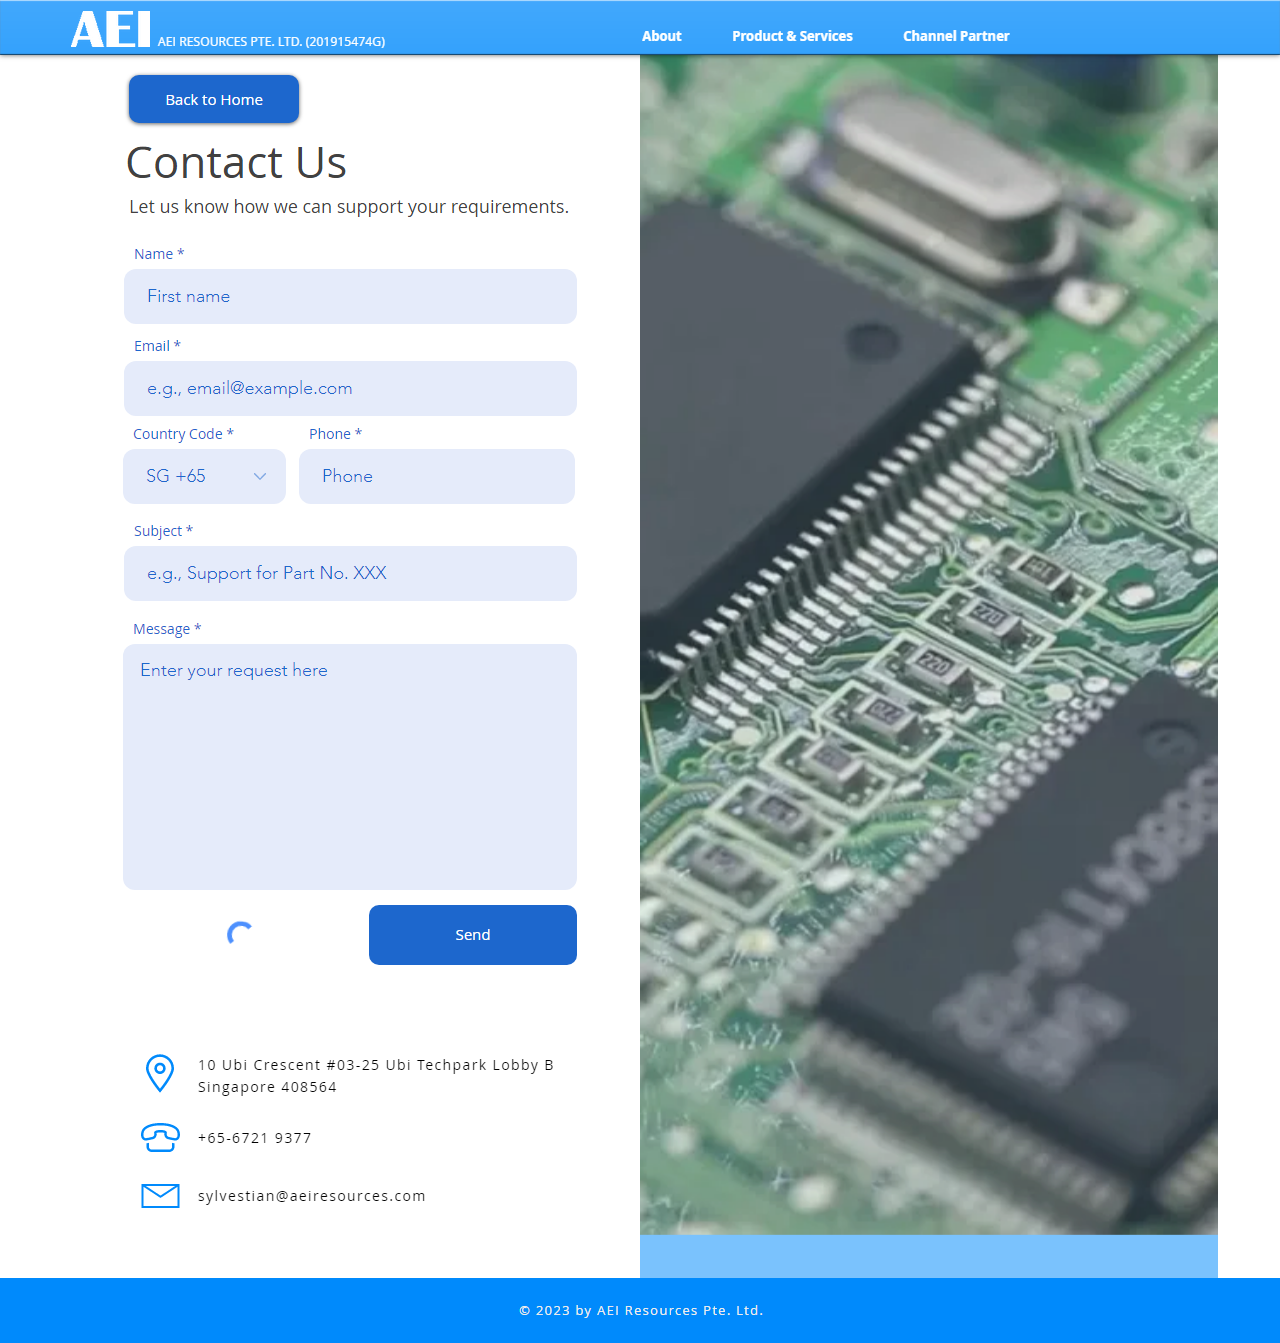 AEI AEI RESOURCES PTE. LTD. (201915474G)
About Product & Services Channel Partner
Back to Home
Contact Us
Let us know how we can support your requirements.
Name *
First name
Email *
e.g., email@example.com
Country Code * Phone *
SG +65 Phone
Subject *
e.g., Support for Part No. XXX
Message *
Enter your request here
Send
220
220
10 Ubi Crescent #03-25 Ubi Techpark Lobby B
Singapore 408564
+65-6721 9377
sylvestian@aeiresources.com
© 2023 by AEI Resources Pte. Ltd.